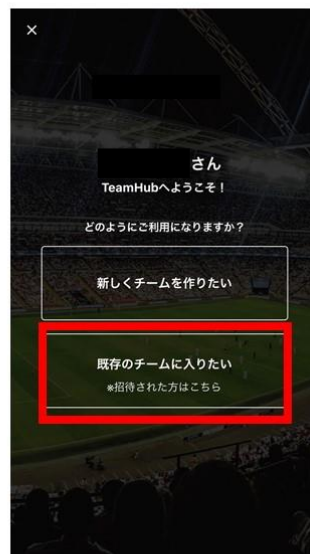 ×
さん
TeamHubへようこそ！
どのようにご利用になりますか？
新しくチームを作りたい
既存のチームに入りたい
※招待された方はこちら